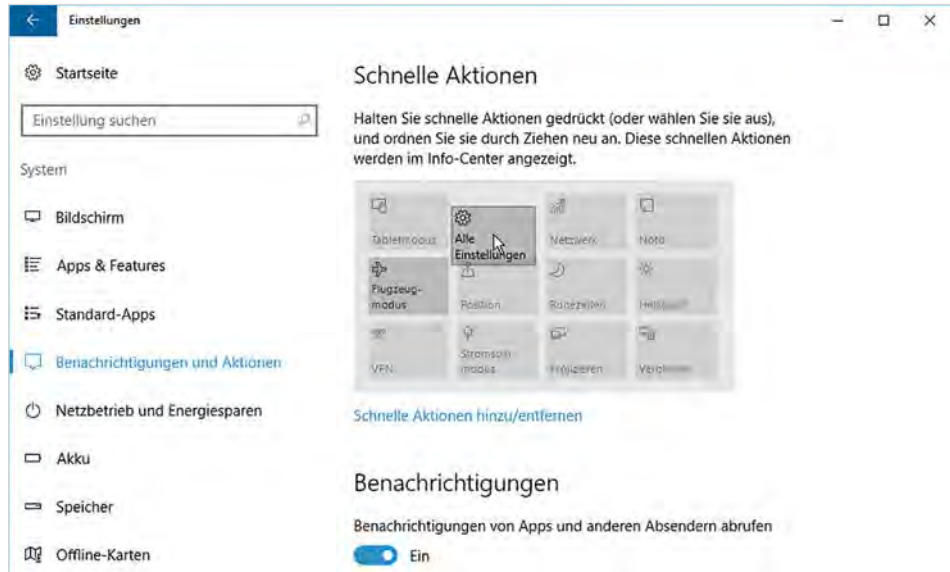 Einstellungen
Startseite
Einstellung suchen
System
Bildschirm
Apps & Features
Standard-Apps
Benachrichtigungen und Aktionen
Netzbetrieb und Energiesparen
Akku
Speicher
Offline-Karten
Schnelle Aktionen
Halten Sie schnelle Aktionen gedrückt (oder wählen Sie sie aus),
und ordnen Sie sie durch Ziehen neu an. Diese schnellen Aktionen
werden im Info-Center angezeigt.
Tabletmodus
Alle
Einstellungen
Netzwerk
Flugzeug-
modus
Position
Ruhezeiten
VPN
Projizieren
Schnelle Aktionen hinzu/entfernen
Benachrichtigungen
Benachrichtigungen von Apps und anderen Absendern abrufen
Ein